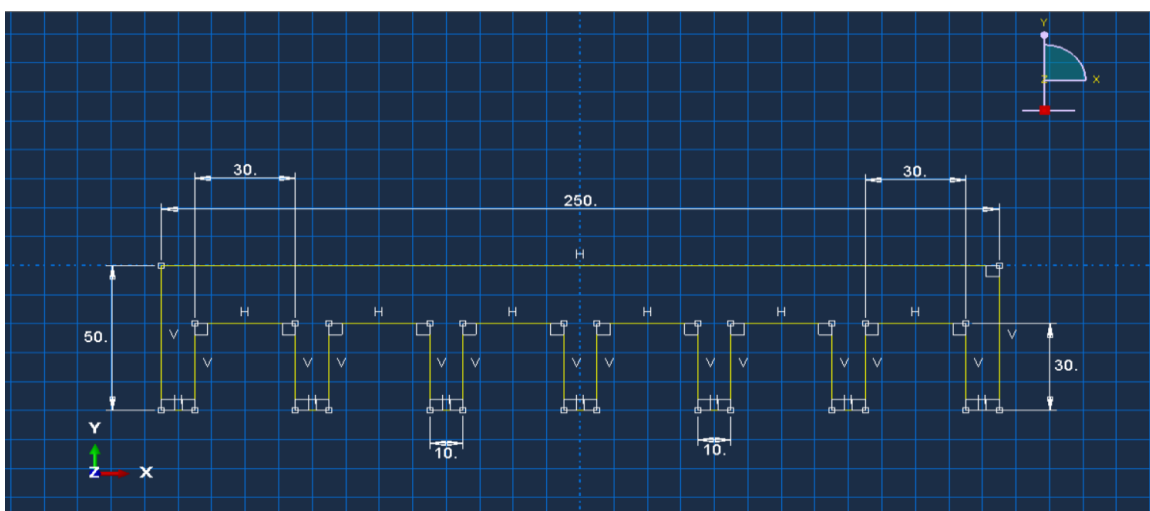 Y
Z X
30. 30.
250.
H
H H H H H H
V V
50.
V V V V V V V V V V V V
30.
H H H H H H H
10. 10.
Y
Z X